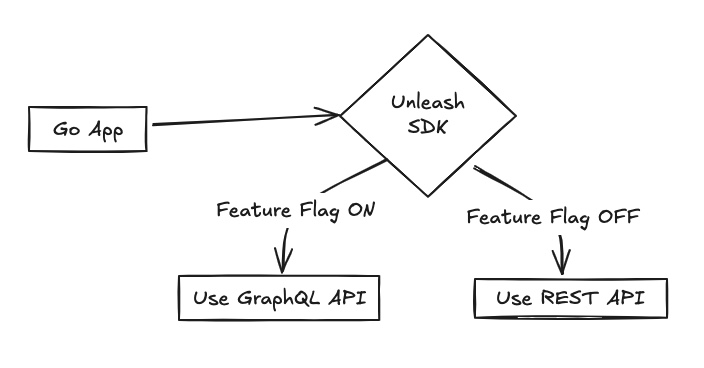 Unleash
SDK
Go App
Feature Flag ON
Feature Flag OFF
Use GraphQL API
Use REST API